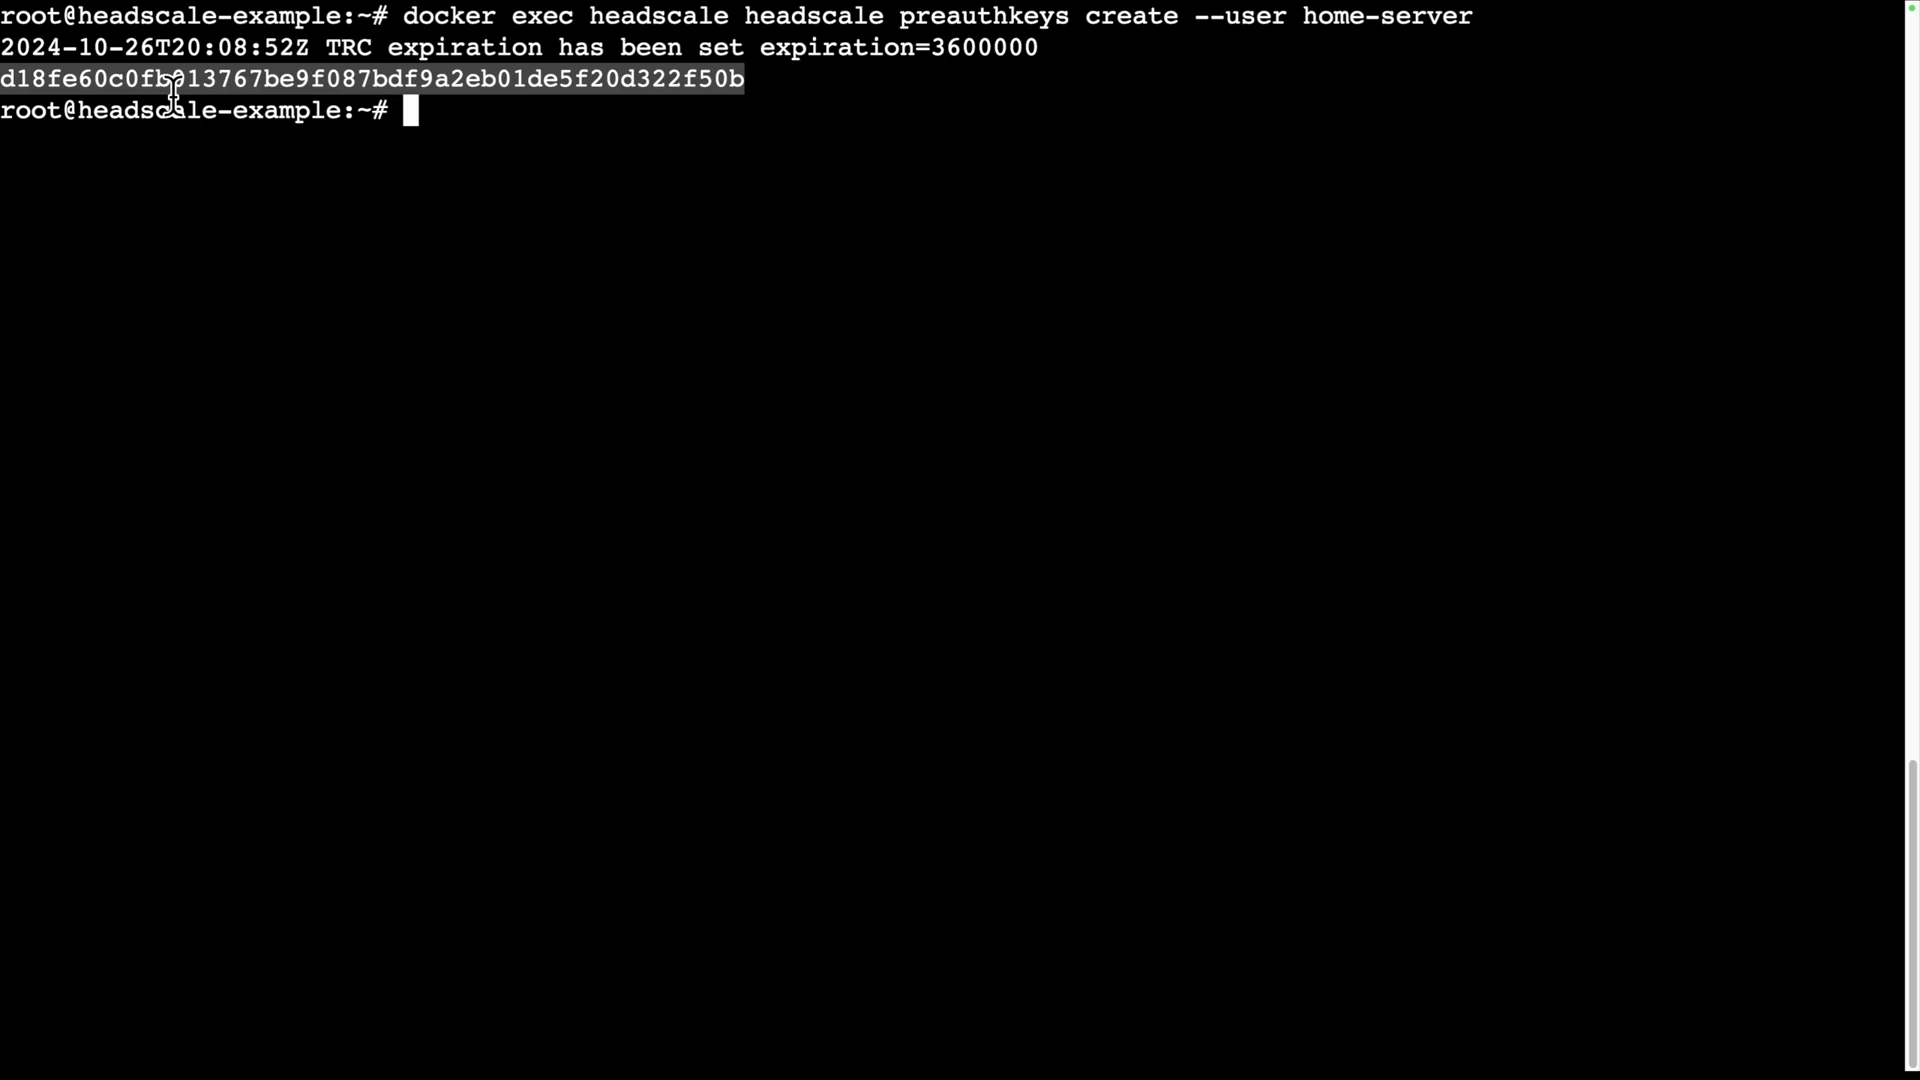 root@headscale-example:~# docker exec headscale headscale preauthkeys create --user home-server
2024-10-26T20:08:52Z TRC expiration has been set expiration=3600000
d18fe60c0fb013767be9f087bdf9a2eb01de5f20d322f50b
root@headscale-example:~#